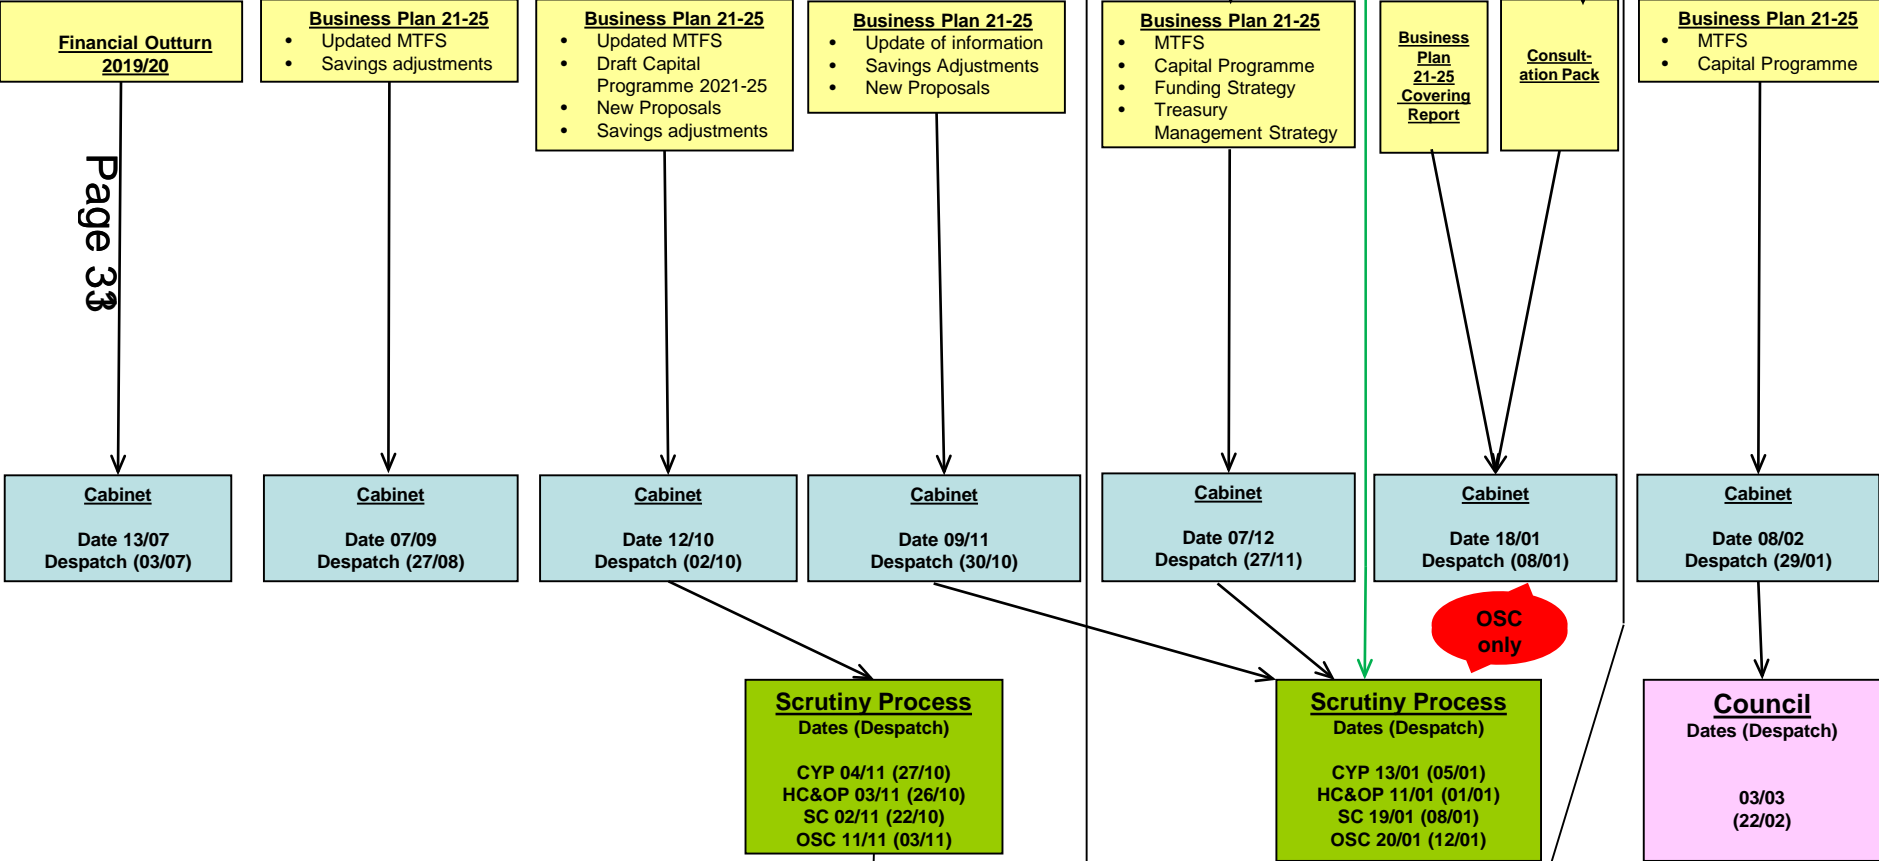 Financial Outturn
2019/20
Business Plan 21-25
• Updated MTFS
• Savings adjustments
Business Plan 21-25
• Updated MTFS
• Draft Capital
Programme 2021-25
• New Proposals
• Savings adjustments
Business Plan 21-25
• Update of information
• Savings Adjustments
• New Proposals
Business Plan 21-25
• MTFS
• Capital Programme
• Funding Strategy
• Treasury
Management Strategy
Business
Plan
21-25
Covering
Report
Consult-
ation Pack
Business Plan 21-25
• MTFS
• Capital Programme
Page
Cabinet
Date 13/07
Despatch (03/07)
Cabinet
Date 07/09
Despatch (27/08)
Cabinet
Date 12/10
Despatch (02/10)
Cabinet
Date 09/11
Despatch (30/10)
Cabinet
Date 07/12
Despatch (27/11)
Cabinet
Date 18/01
Despatch (08/01)
Cabinet
Date 08/02
Despatch (29/01)
OSC
only
Scrutiny Process
Dates (Despatch)
CYP 04/11 (27/10)
HC&OP 03/11 (26/10)
SC 02/11 (22/10)
OSC 11/11 (03/11)
Scrutiny Process
Dates (Despatch)
CYP 13/01 (05/01)
HC&OP 11/01 (01/01)
SC 19/01 (08/01)
OSC 20/01 (12/01)
Council
Dates (Despatch)
03/03
(22/02)